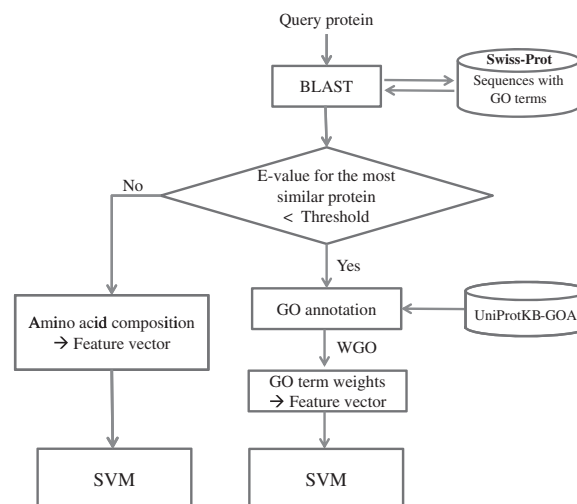 Query protein
BLAST
Swiss-Prot
Sequences with
GO terms
E-value for the most
similar protein
< Threshold
No
Yes
GO annotation
UniProtKB-GOA
Amino acid composition
→ Feature vector
WGO
GO term weights
→ Feature vector
SVM
SVM